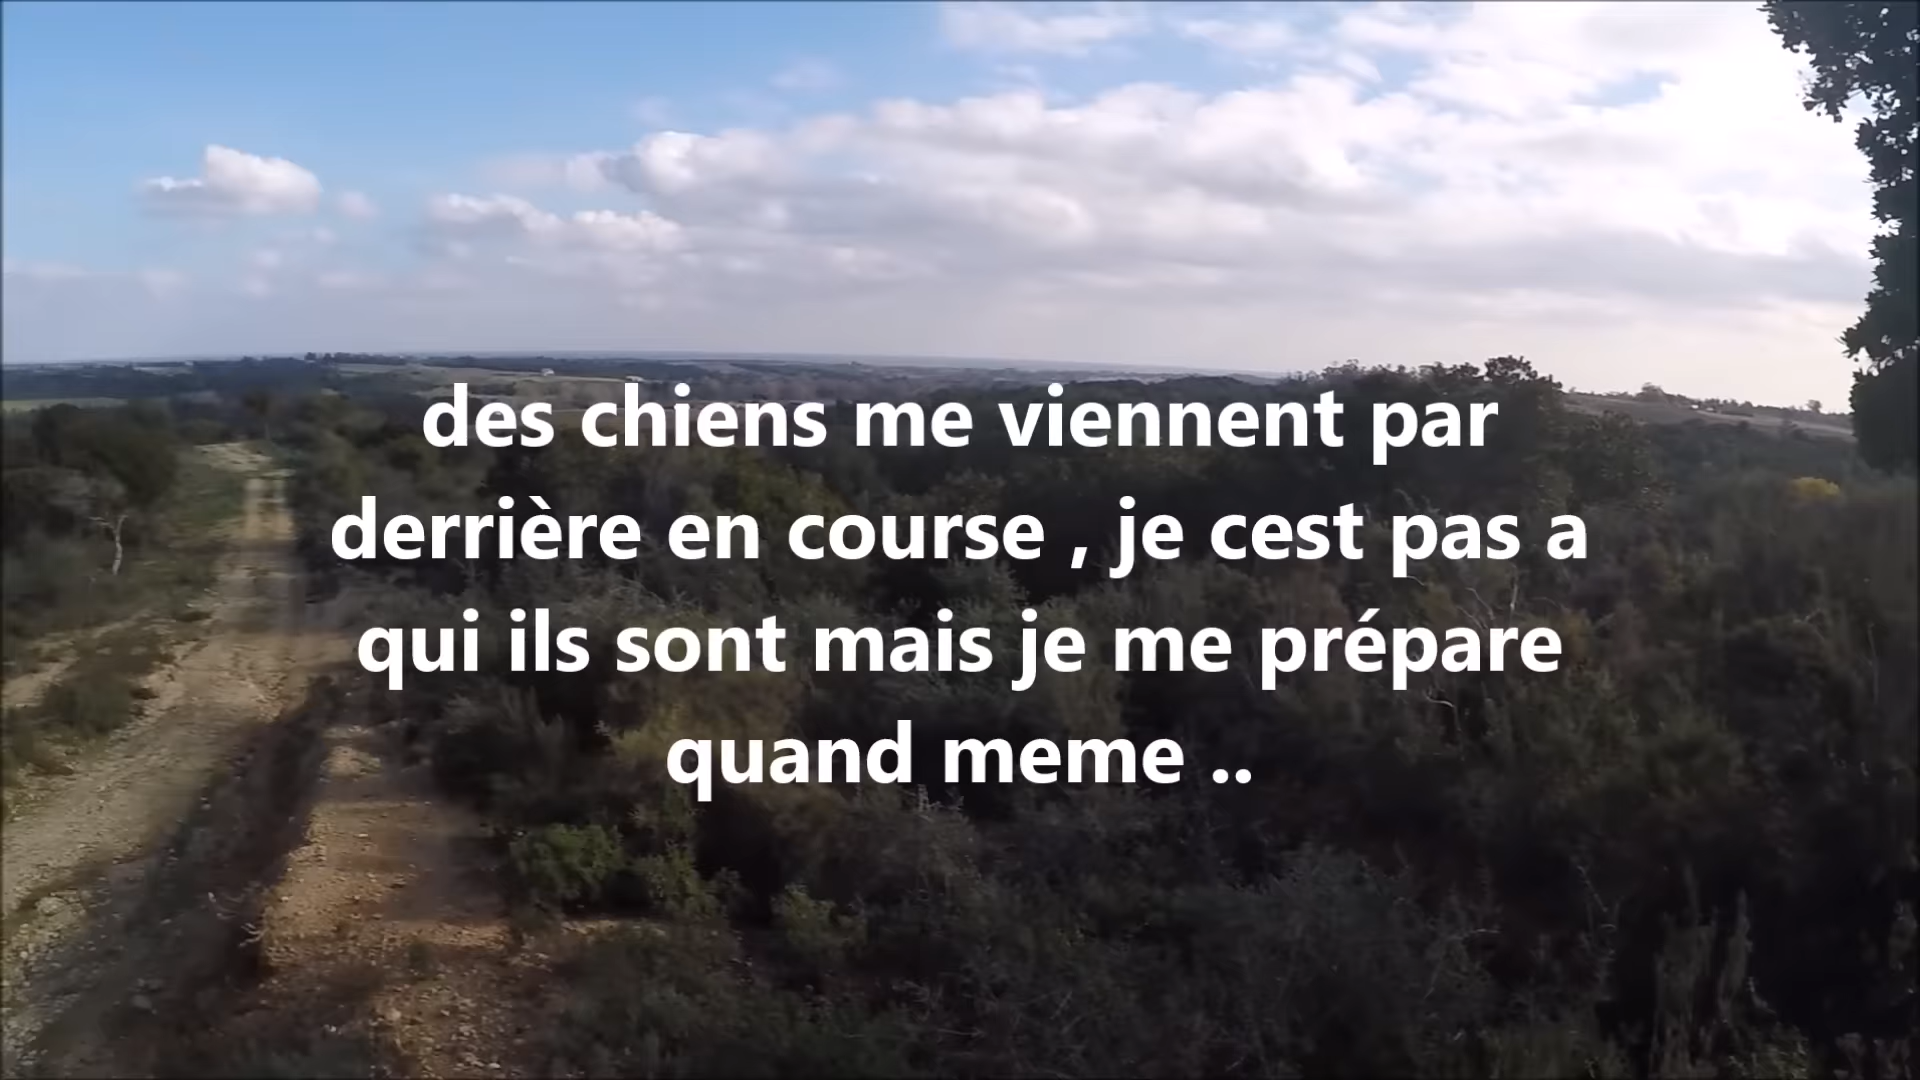 des chiens me viennent par
derrière en course , je cest pas a
qui ils sont mais je me prépare
quand meme ..